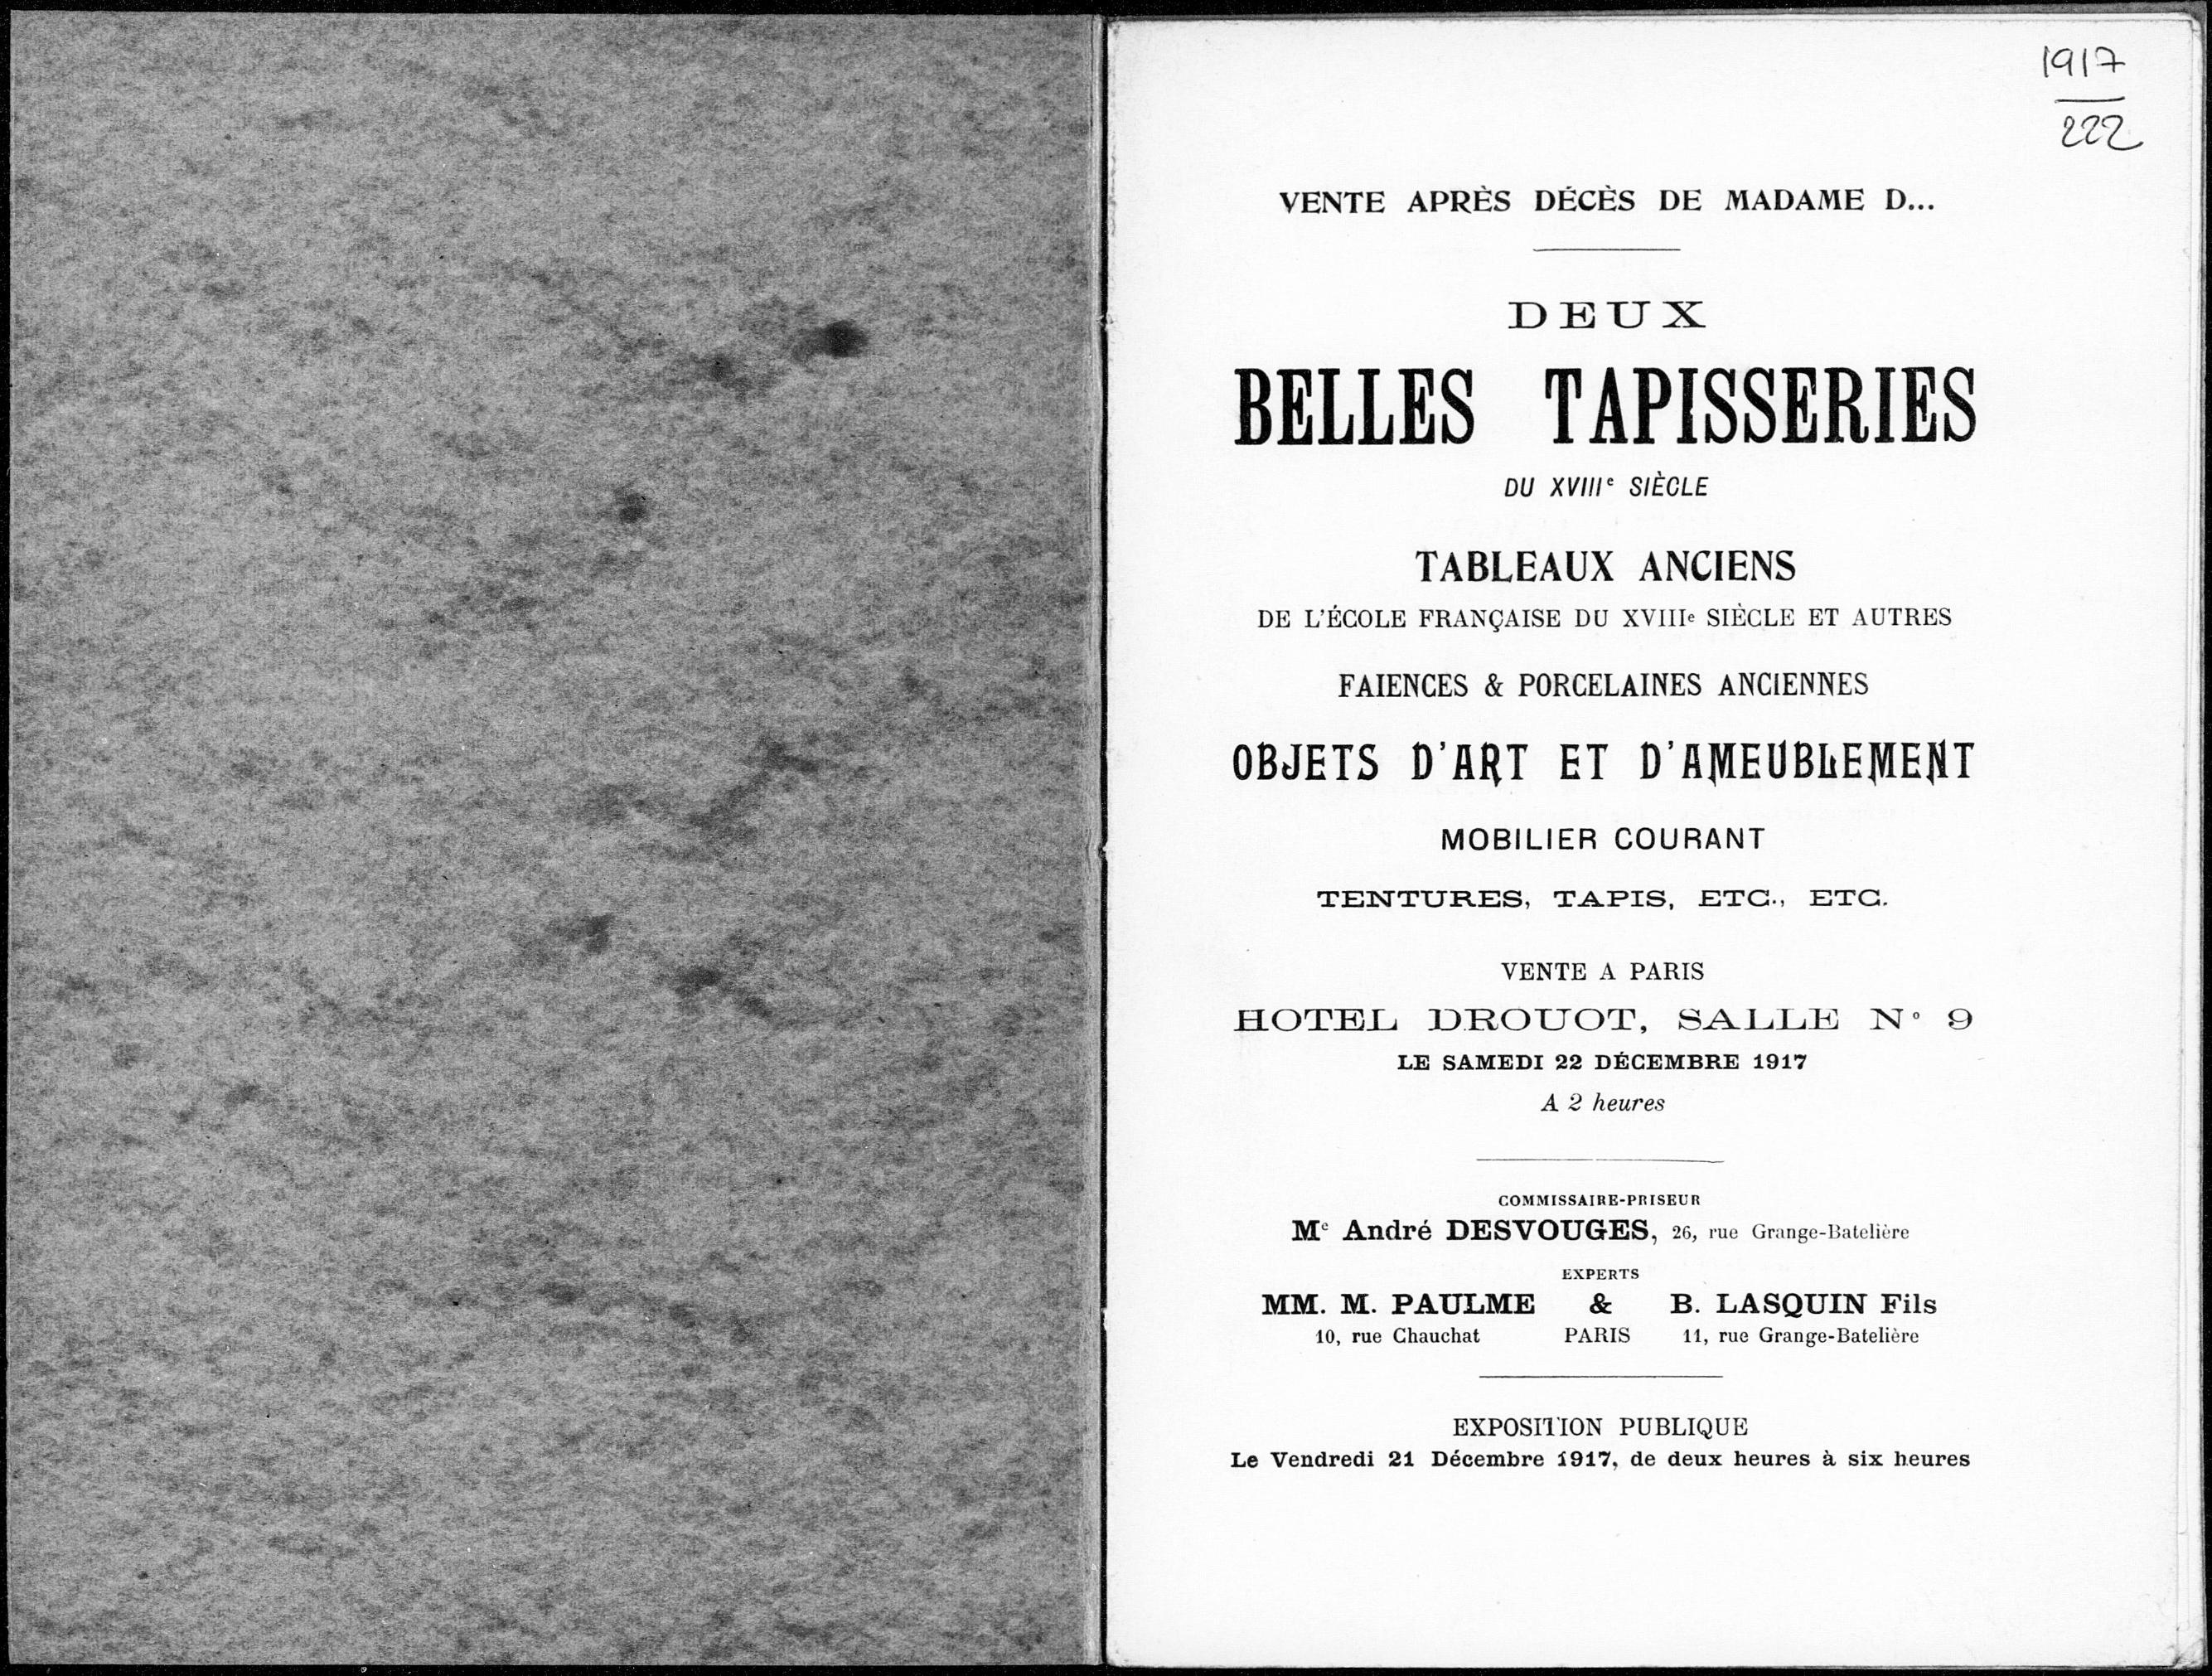 1917
222
VENTE APRÈS DÉCÈS DE MADAME D...
DEUX
BELLES TAPISSERIES
DU XVIIIe SIÈCLE
TABLEAUX ANCIENS
DE L'ÉCOLE FRANÇAISE DU XVIIIe SIÈCLE ET AUTRES
FAIENCES & PORCELAINES ANCIENNES
OBJETS D'ART ET D'AMEUBLEMENT
MOBILIER COURANT
TENTURES, TAPIS, ETC., ETC.
VENTE A PARIS
HOTEL DROUOT, SALLE N° 9
LE SAMEDI 22 DÉCEMBRE 1917
A 2 heures
COMMISSAIRE-PRISEUR
Me André DESVOUGES, 26, rue Grange-Batelière
EXPERTS
MM. M. PAULME & B. LASQUIN Fils
10, rue Chauchat PARIS 11, rue Grange-Batelière
EXPOSITION PUBLIQUE
Le Vendredi 21 Décembre 1917, de deux heures à six heures